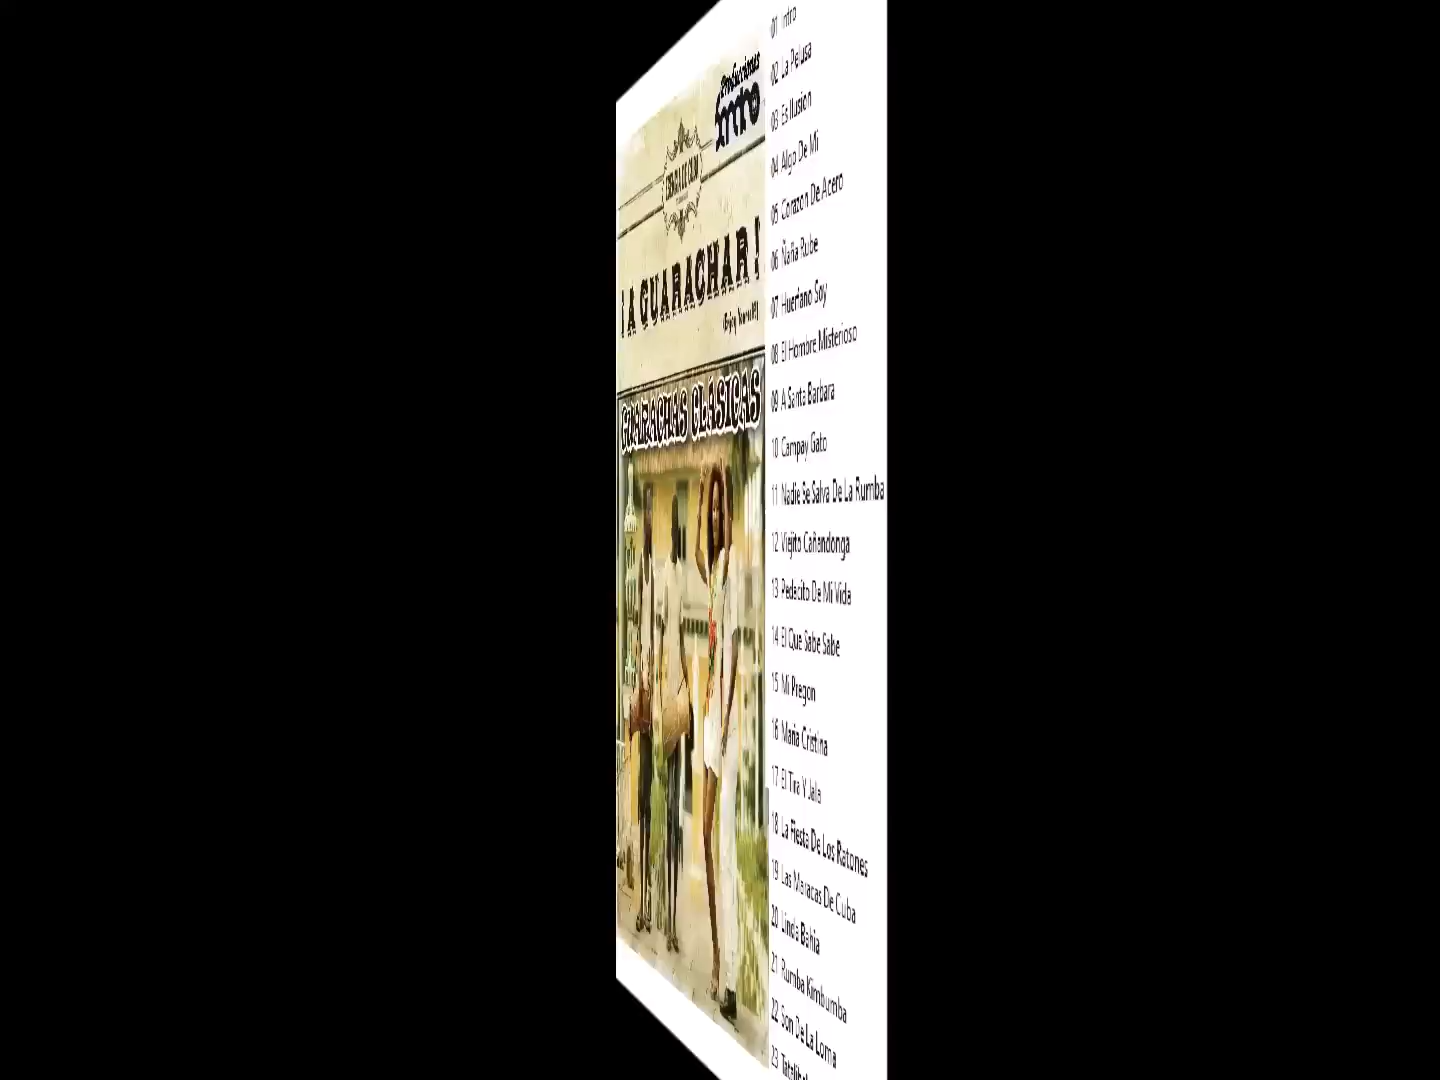 Producciones
¡A GUARACHAR!
GUARACHAS CLÁSICAS
01 Intro
02 La Pelusa
03 Es Ilusion
04 Algo De Mi
05 Corazon De Acero
06 Ñaña Rube
07 Huerfano Soy
08 El Hombre Misterioso
09 A Santa Barbara
10 Campay Gato
11 Nadie Se Salva De La Rumba
12 Viejito Cañandonga
13 Pedacito De Mi Vida
14 El Que Sabe Sabe
15 Mi Pregon
16 Maria Cristina
17 El Tira Y Jala
18 La Fiesta De Los Ratones
19 Las Maracas De Cuba
20 Linda Bahia
21 Rumba Kimbumba
22 Son De La Loma
23